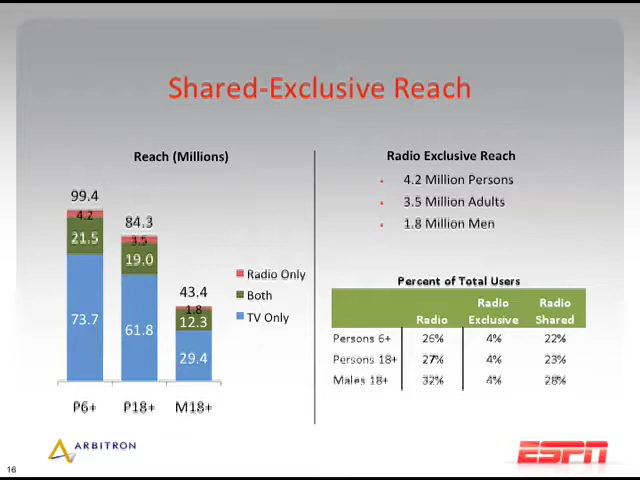 Shared-Exclusive Reach
Reach (Millions)
99.4
4.2
21.5
73.7
84.3
3.5
19.0
61.8
43.4
1.8
12.3
29.4
P6+ P18+ M18+
Radio Only
Both
TV Only
Radio Exclusive Reach
4.2 Million Persons
3.5 Million Adults
1.8 Million Men
Percent of Total Users
Radio Radio Exclusive Radio Shared
Persons 6+ 26% 4% 22%
Persons 18+ 27% 4% 23%
Males 18+ 32% 4% 28%
ARBITRON
ESPN
16